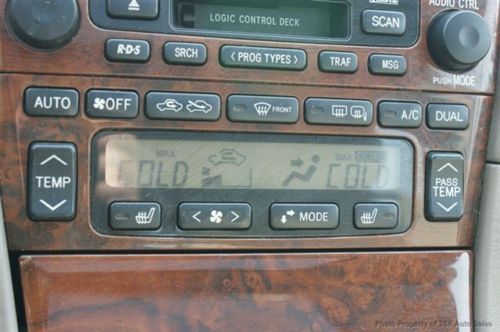 LOGIC CONTROL DECK
SCAN
AUDIO CTRL
PUSH MODE
R·D·S
SRCH
‹ PROG TYPES ›
TRAF
MSG
AUTO
OFF
FRONT
A/C
DUAL
TEMP
MAX
COLD
MAX DUAL
COLD
PASS
TEMP
MODE
Photo Property of TBF Auto Sales